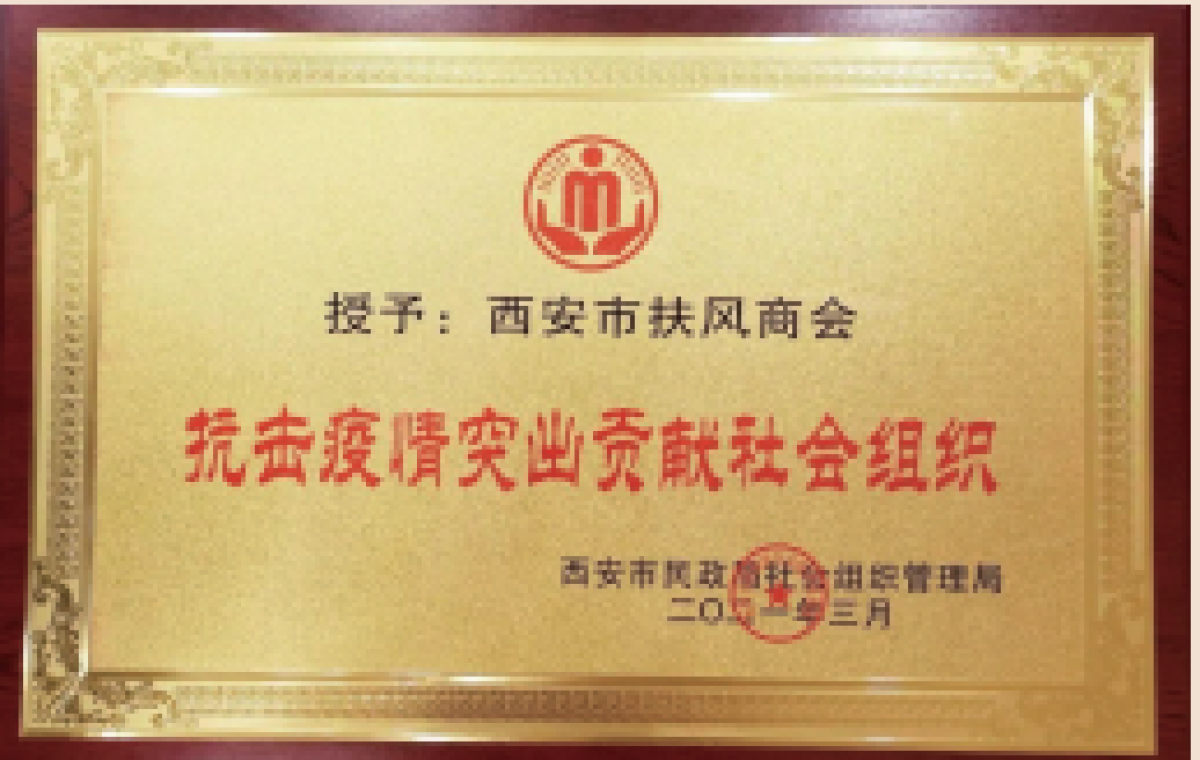 授予：西安市扶风商会
抗击疫情突出贡献社会组织
西安市民政局社会组织管理局
二〇二一年三月